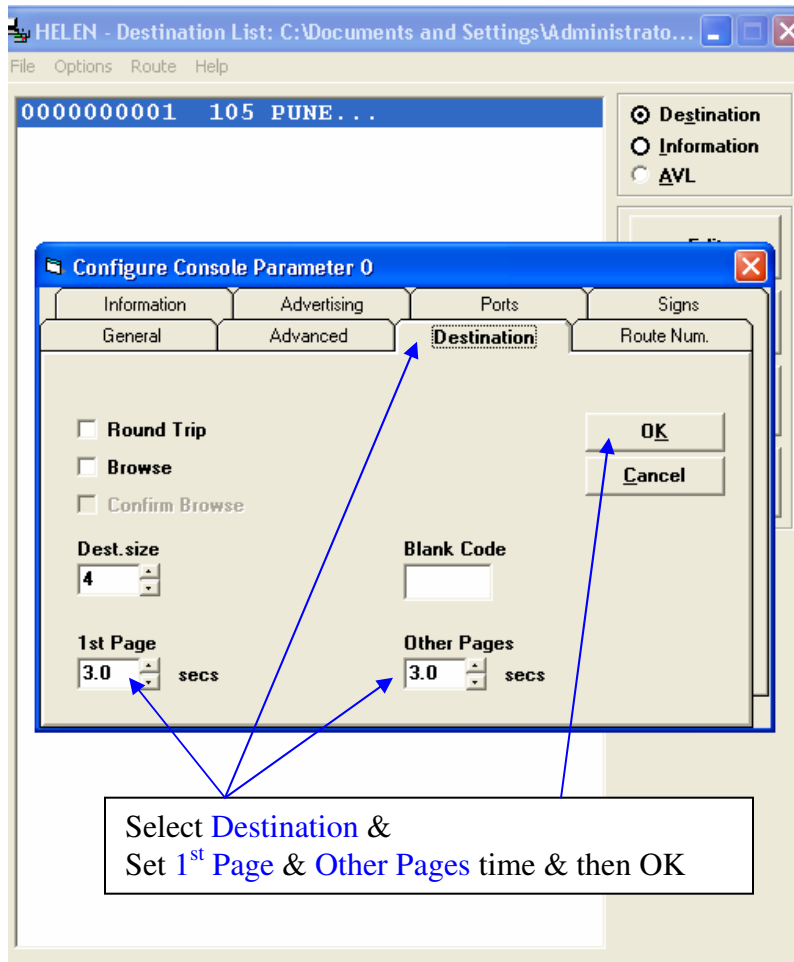 HELEN - Destination List: C:\Documents and Settings\Administrato...
File Options Route Help
0000000001 105 PUNE...
Destination
Information
AVL
Configure Console Parameter 0
Information Advertising Ports Signs
General Advanced Destination Route Num.
Round Trip
OK
Browse
Cancel
Confirm Browse
Dest.size Blank Code
4
1st Page Other Pages
3.0 secs 3.0 secs
Select Destination &
Set 1st Page & Other Pages time & then OK